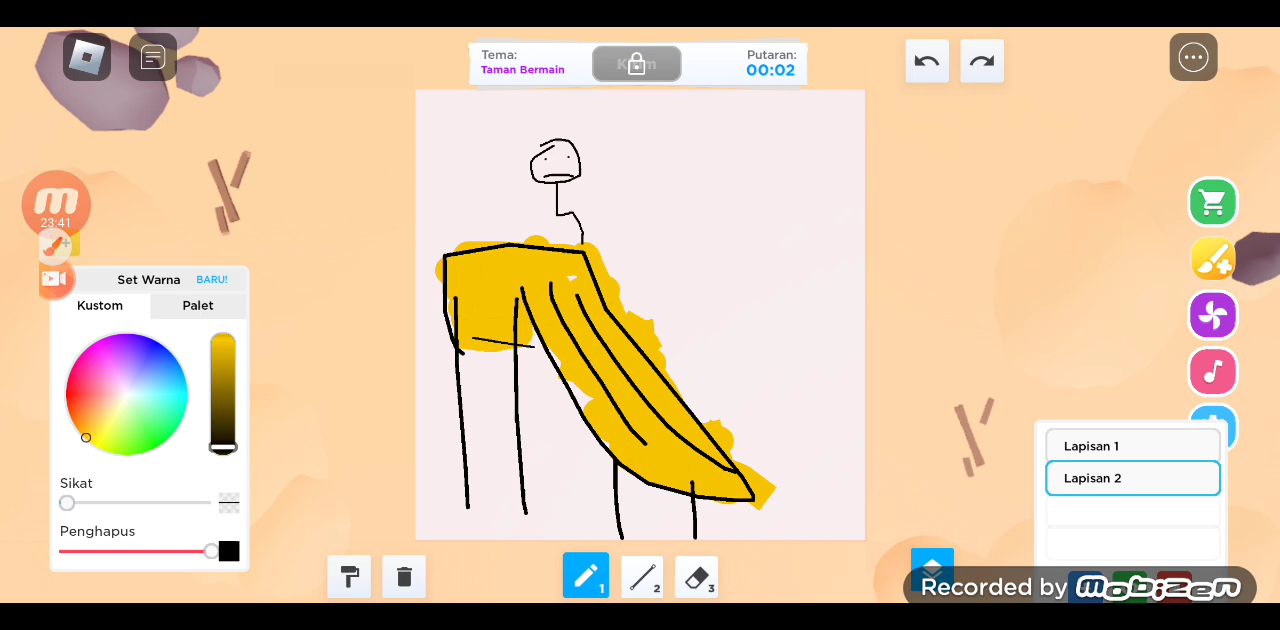 Tema:
Taman Bermain
Putaran:
00:02
m
23:41
Set Warna BARU!
Kustom Palet
Sikat
Penghapus
1
2
3
Lapisan 1
Lapisan 2
Recorded by mobizen